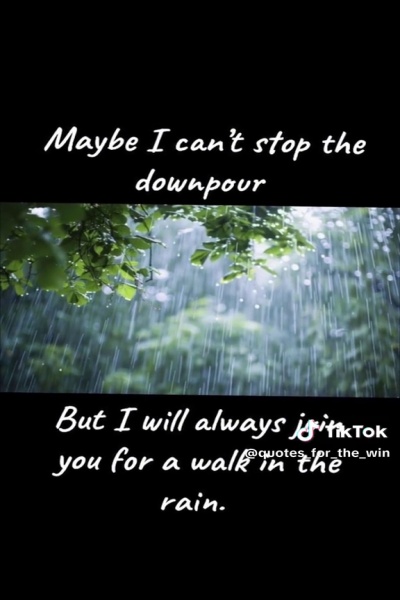 Maybe I can't stop the
downpour
But I will always join
TikTok
you for a walk in the
@quotes_for_the_win
rain.